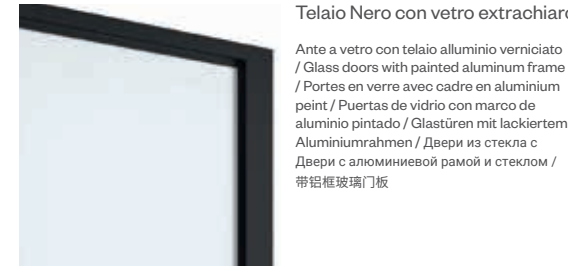 Telaio Nero con vetro extrachiaro
Ante a vetro con telaio alluminio verniciato
/ Glass doors with painted aluminum frame
/ Portes en verre avec cadre en aluminium
peint / Puertas de vidrio con marco de
aluminio pintado / Glastüren mit lackiertem
Aluminiumrahmen / Двери из стекла с
Двери с алюминиевой рамой и стеклом /
带铝框玻璃门板